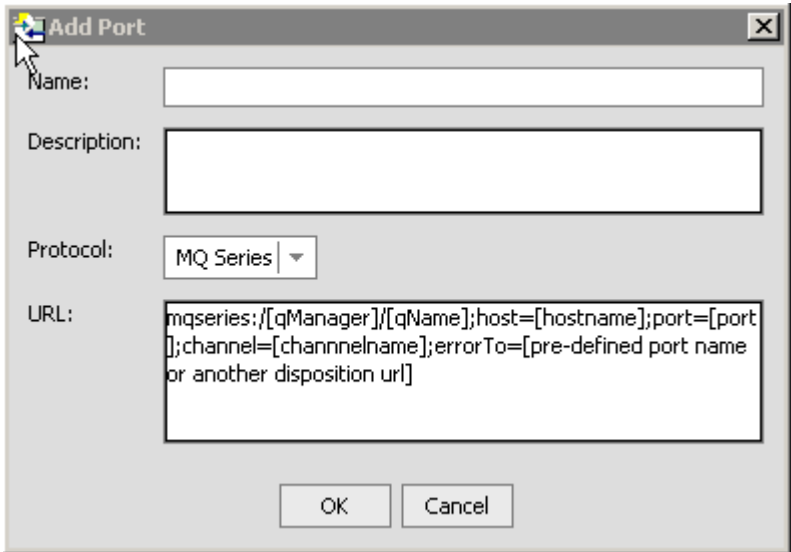 Add Port
Name:
Description:
Protocol:
MQ Series
URL:
mqseries:/[qManager]/[qName];host=[hostname];port=[port
];channel=[channnelname];errorTo=[pre-defined port name
or another disposition url]
OK
Cancel